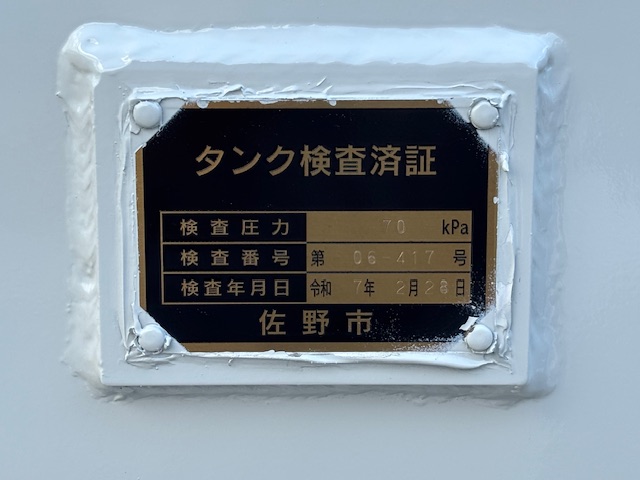 タンク検査済証
検査圧力 70 kPa
検査番号 第 06-417 号
検査年月日 令和 7年 2月28日
佐野市